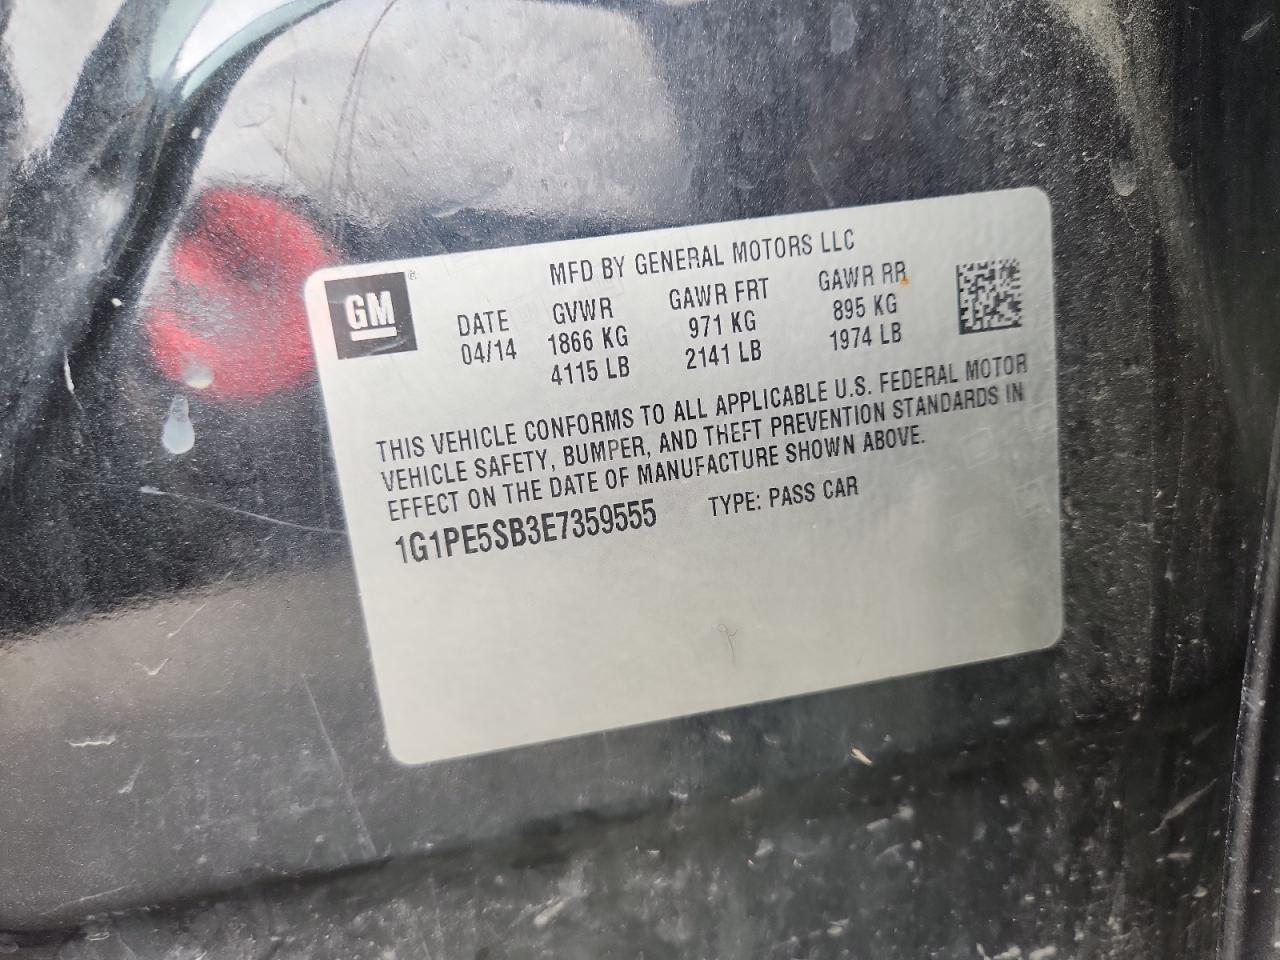 GM®
MFD BY GENERAL MOTORS LLC
DATE GVWR GAWR FRT GAWR RR
04/14 1866 KG 971 KG 895 KG
4115 LB 2141 LB 1974 LB
THIS VEHICLE CONFORMS TO ALL APPLICABLE U.S. FEDERAL MOTOR
VEHICLE SAFETY, BUMPER, AND THEFT PREVENTION STANDARDS IN
EFFECT ON THE DATE OF MANUFACTURE SHOWN ABOVE.
1G1PE5SB3E7359555 TYPE: PASS CAR